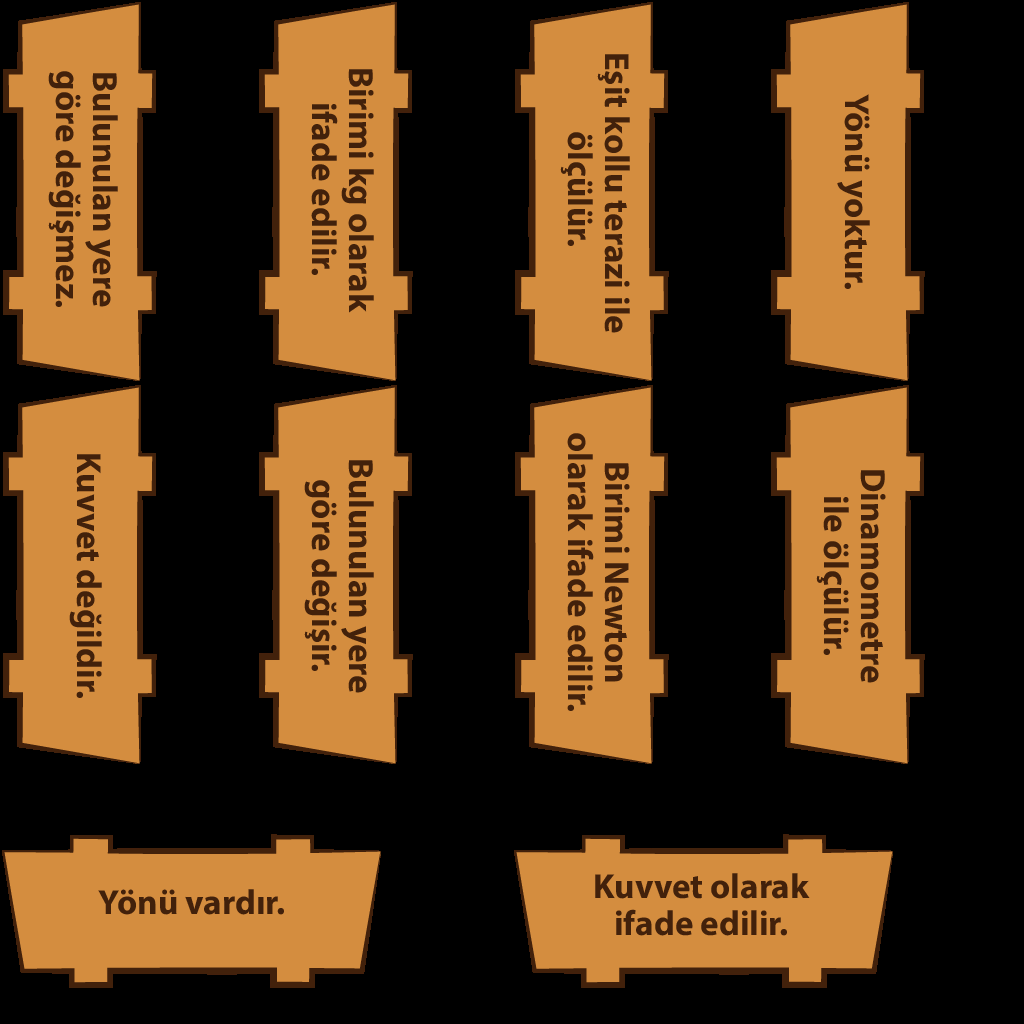 Bulunulan yere
göre değişmez.
Birimi kg olarak
ifade edilir.
Eşit kollu terazi ile
ölçülür.
Yönü yoktur.
Kuvvet değildir.
Bulunulan yere
göre değişir.
Birimi Newton
olarak ifade edilir.
Dinamometre
ile ölçülür.
Yönü vardır.
Kuvvet olarak
ifade edilir.